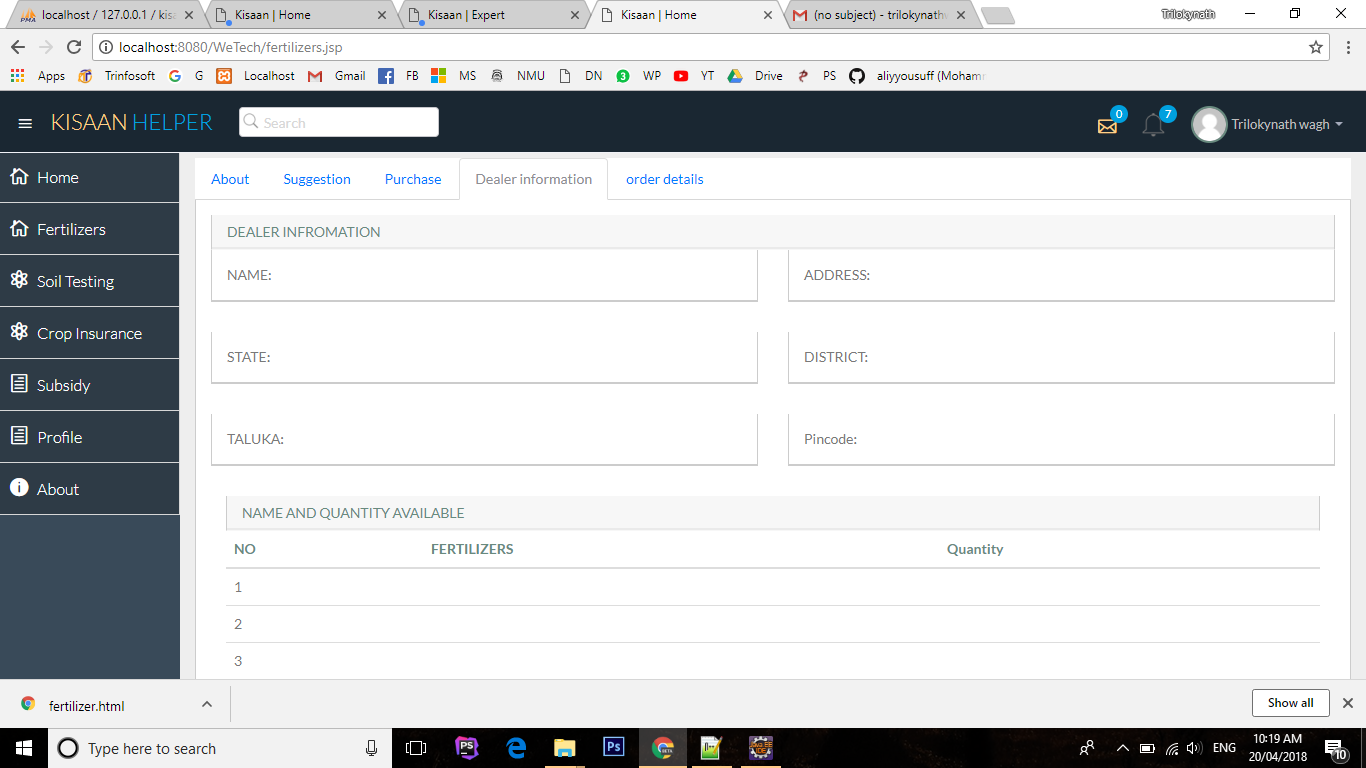 localhost / 127.0.0.1 / kis
Kisaan | Home
Kisaan | Expert
Kisaan | Home
(no subject) - trilokynath
Trilokynath
localhost:8080/WeTech/fertilizers.jsp
Apps Trinfosoft G Localhost Gmail FB MS NMU DN 3 WP YT Drive PS aliyyousuff (Moham
KISAAN HELPER
Search
0
7
Trilokynath wagh
Home
Fertilizers
Soil Testing
Crop Insurance
Subsidy
Profile
About
About Suggestion Purchase Dealer information order details
DEALER INFROMATION
NAME: ADDRESS:
STATE: DISTRICT:
TALUKA: Pincode:
NAME AND QUANTITY AVAILABLE
NO FERTILIZERS Quantity
1
2
3
fertilizer.html
Show all
Type here to search
PS
Ps
ENG
10:19 AM
20/04/2018
10